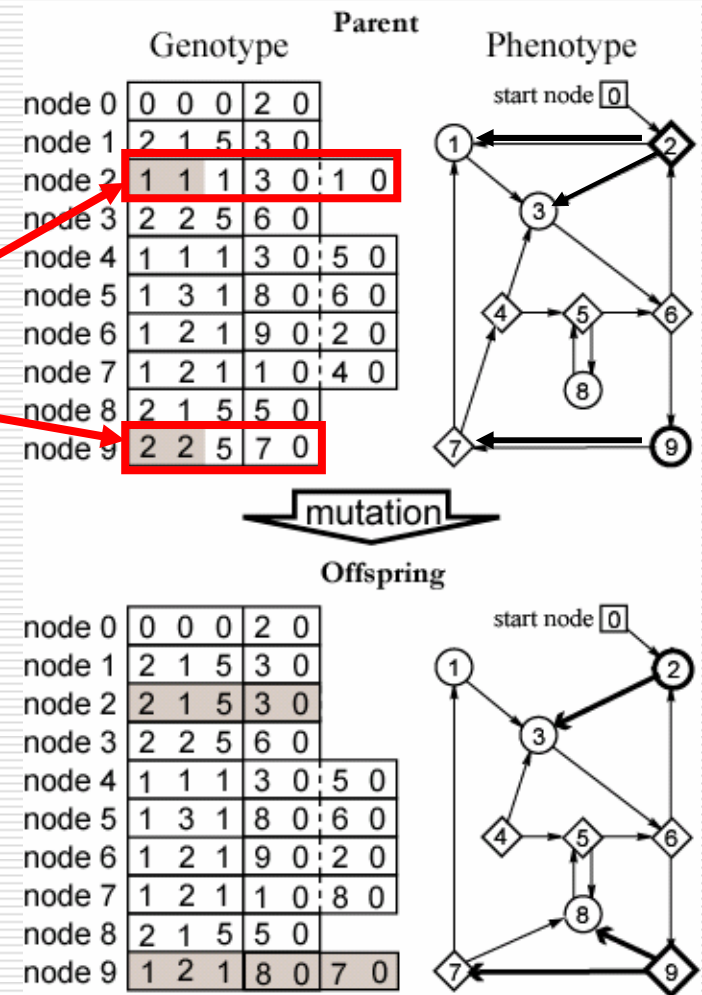 Parent
Genotype Phenotype
node 0 0 0 0 2 0
node 1 2 1 5 3 0
node 2 1 1 1 3 0 1 0
node 3 2 2 5 6 0
node 4 1 1 1 3 0 5 0
node 5 1 3 1 8 0 6 0
node 6 1 2 1 9 0 2 0
node 7 1 2 1 1 0 4 0
node 8 2 1 5 5 0
node 9 2 2 5 7 0
start node 0
1 2
3
4 5 6
8
7 9
mutation
Offspring
node 0 0 0 0 2 0
node 1 2 1 5 3 0
node 2 2 1 5 3 0
node 3 2 2 5 6 0
node 4 1 1 1 3 0 5 0
node 5 1 3 1 8 0 6 0
node 6 1 2 1 9 0 2 0
node 7 1 2 1 1 0 8 0
node 8 2 1 5 5 0
node 9 1 2 1 8 0 7 0
start node 0
1 2
3
4 5 6
8
7 9